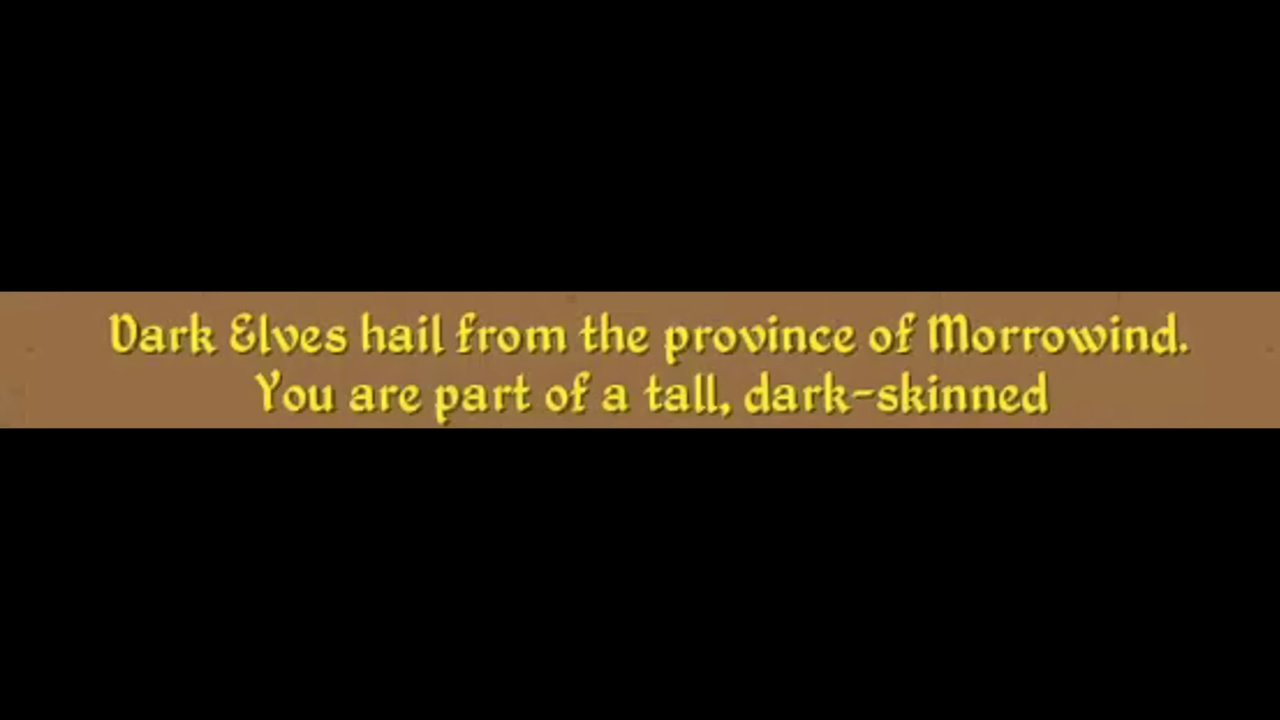 Dark Elves hail from the province of Morrowind.
You are part of a tall, dark-skinned